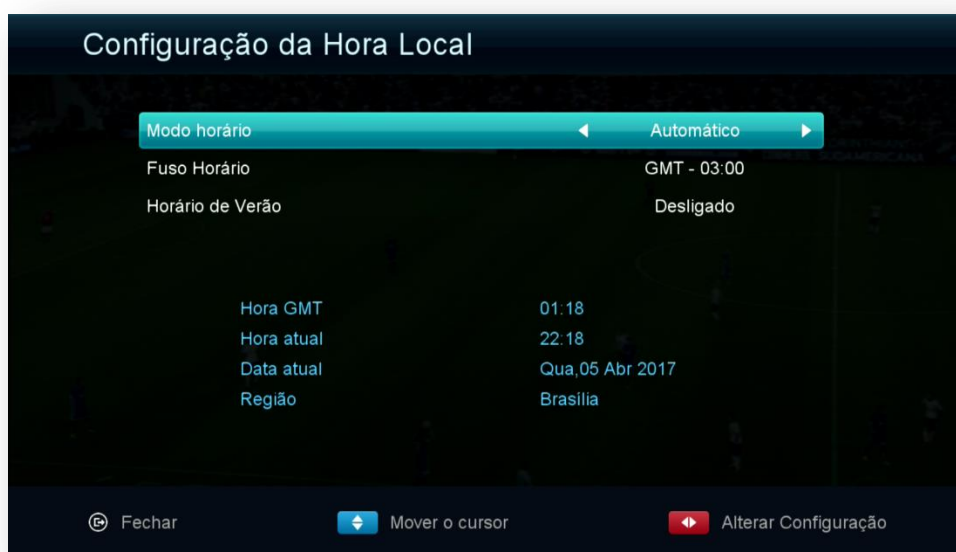 Configuração da Hora Local
Modo horário Automático
Fuso Horário GMT - 03:00
Horário de Verão Desligado
Hora GMT 01:18
Hora atual 22:18
Data atual Qua,05 Abr 2017
Região Brasilia
Fechar Mover o cursor Alterar Configuração